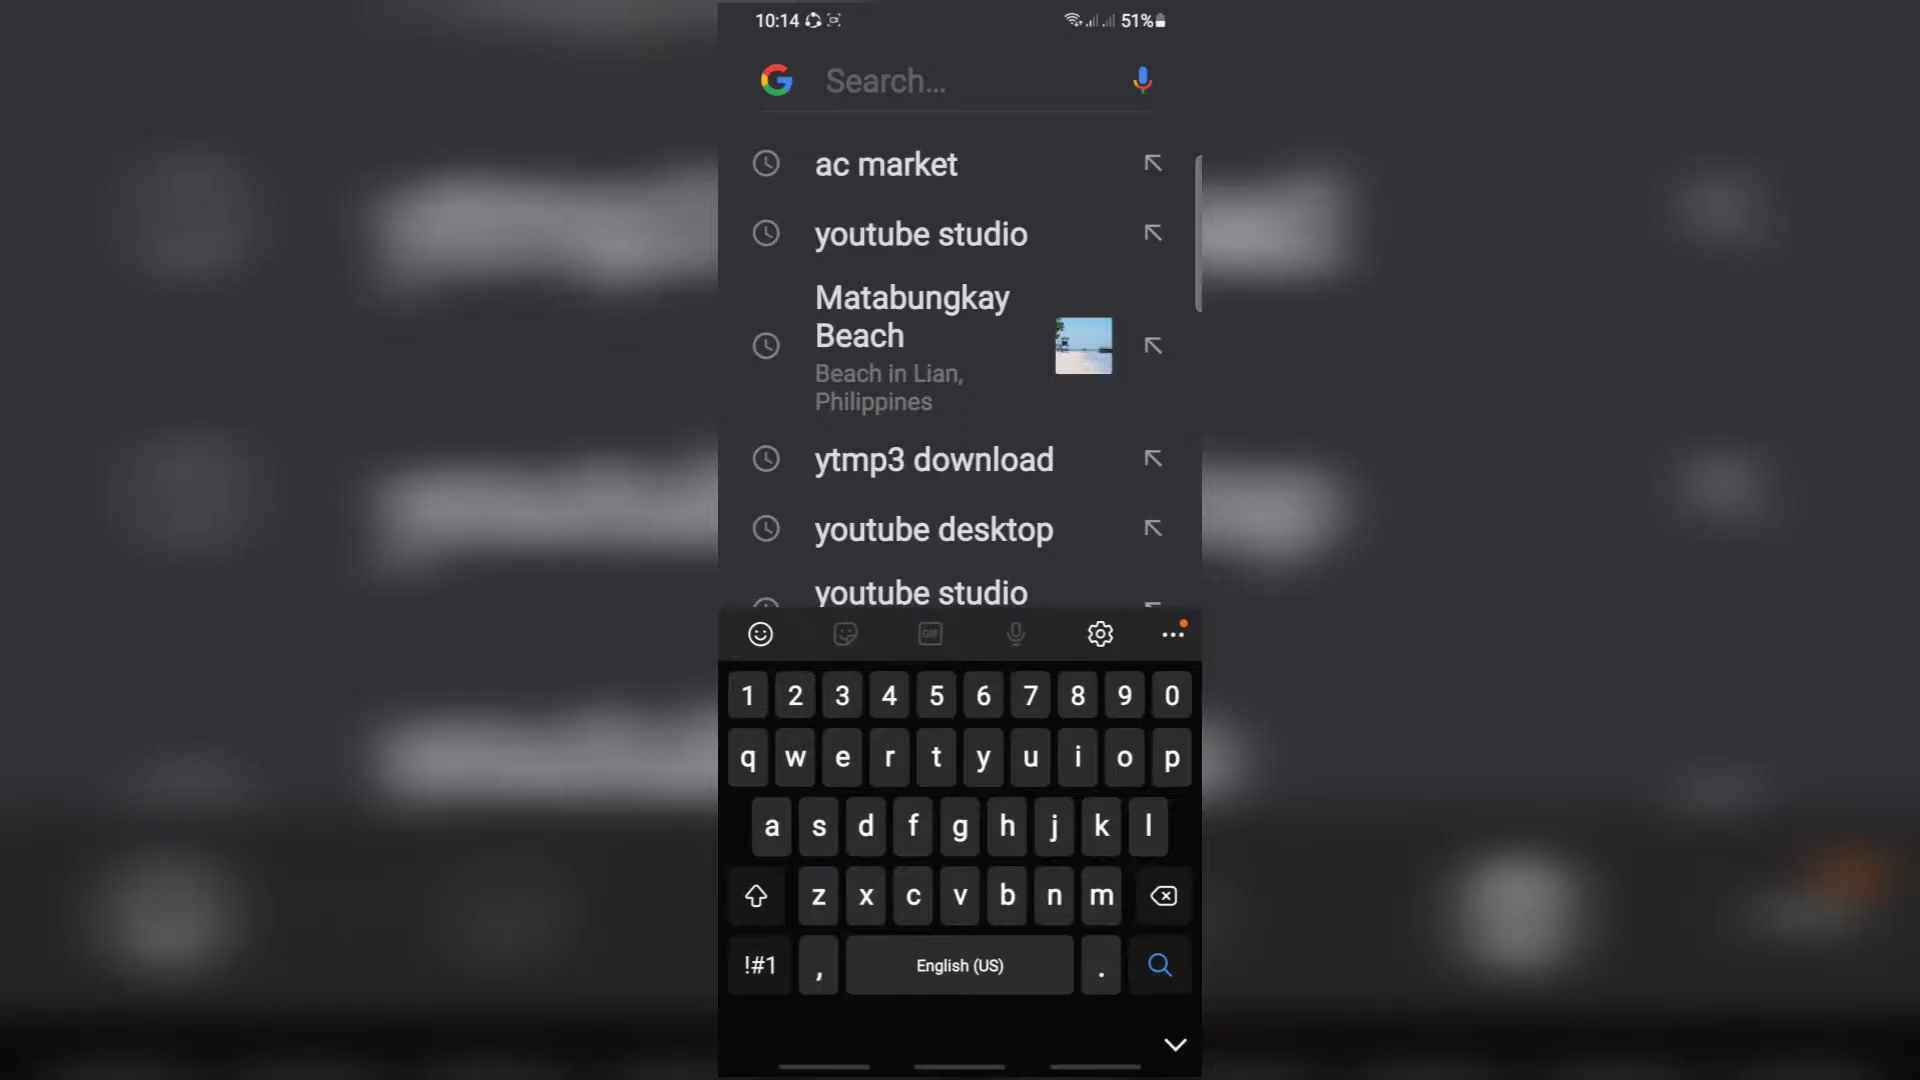 10:14 51%
Search...
ac market
youtube studio
Matabungkay
Beach
Beach in Lian,
Philippines
ytmp3 download
youtube desktop
youtube studio
GIF
1 2 3 4 5 6 7 8 9 0
q w e r t y u i o p
a s d f g h j k l
z x c v b n m
!#1 , English (US) .